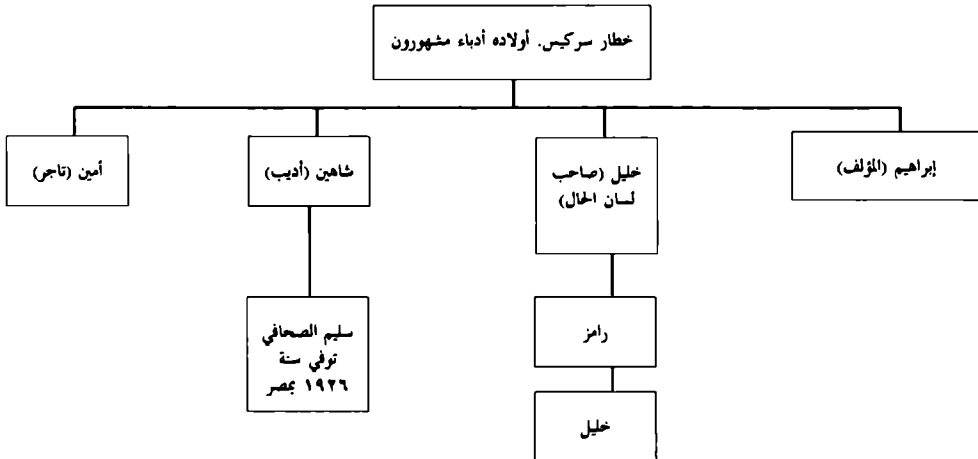 خطار سركيس. أولاده أدباء مشهورون
إبراهيم (المؤلف)
خليل (صاحب
لسان الحال)
شاهين (أديب)
أمين (تاجر)
رامز
سليم الصحافي
توفي سنة
١٩٢٦ بمصر
خليل